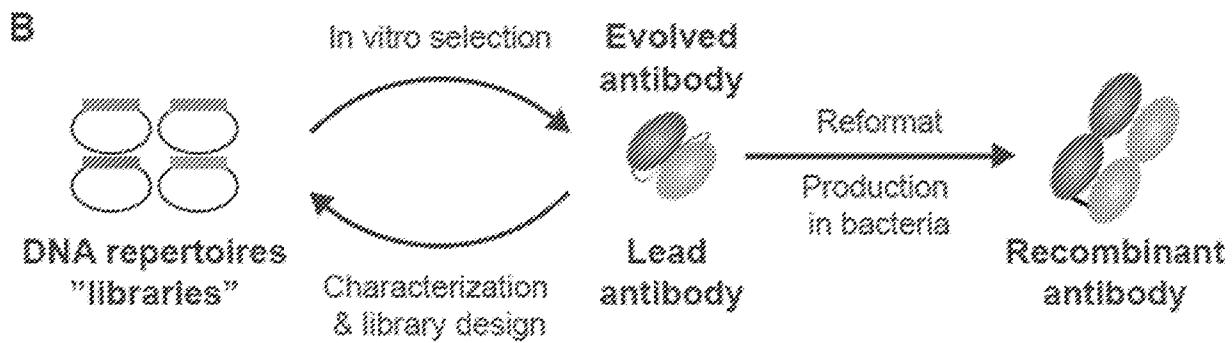 B
In vitro selection
Evolved
antibody
Reformat
Production
in bacteria
DNA repertoires
"libraries"
Characterization
& library design
Lead
antibody
Recombinant
antibody